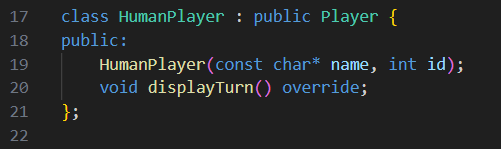 17 class HumanPlayer : public Player {
18 public:
19     HumanPlayer(const char* name, int id);
20     void displayTurn() override;
21 };
22